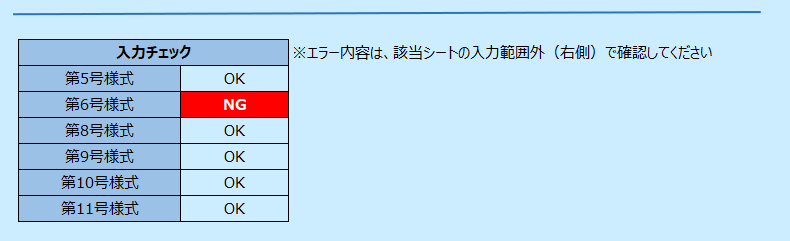 入力チェック ※エラー内容は、該当シートの入力範囲外（右側）で確認してください
第5号様式 OK
第6号様式 NG
第8号様式 OK
第9号様式 OK
第10号様式 OK
第11号様式 OK